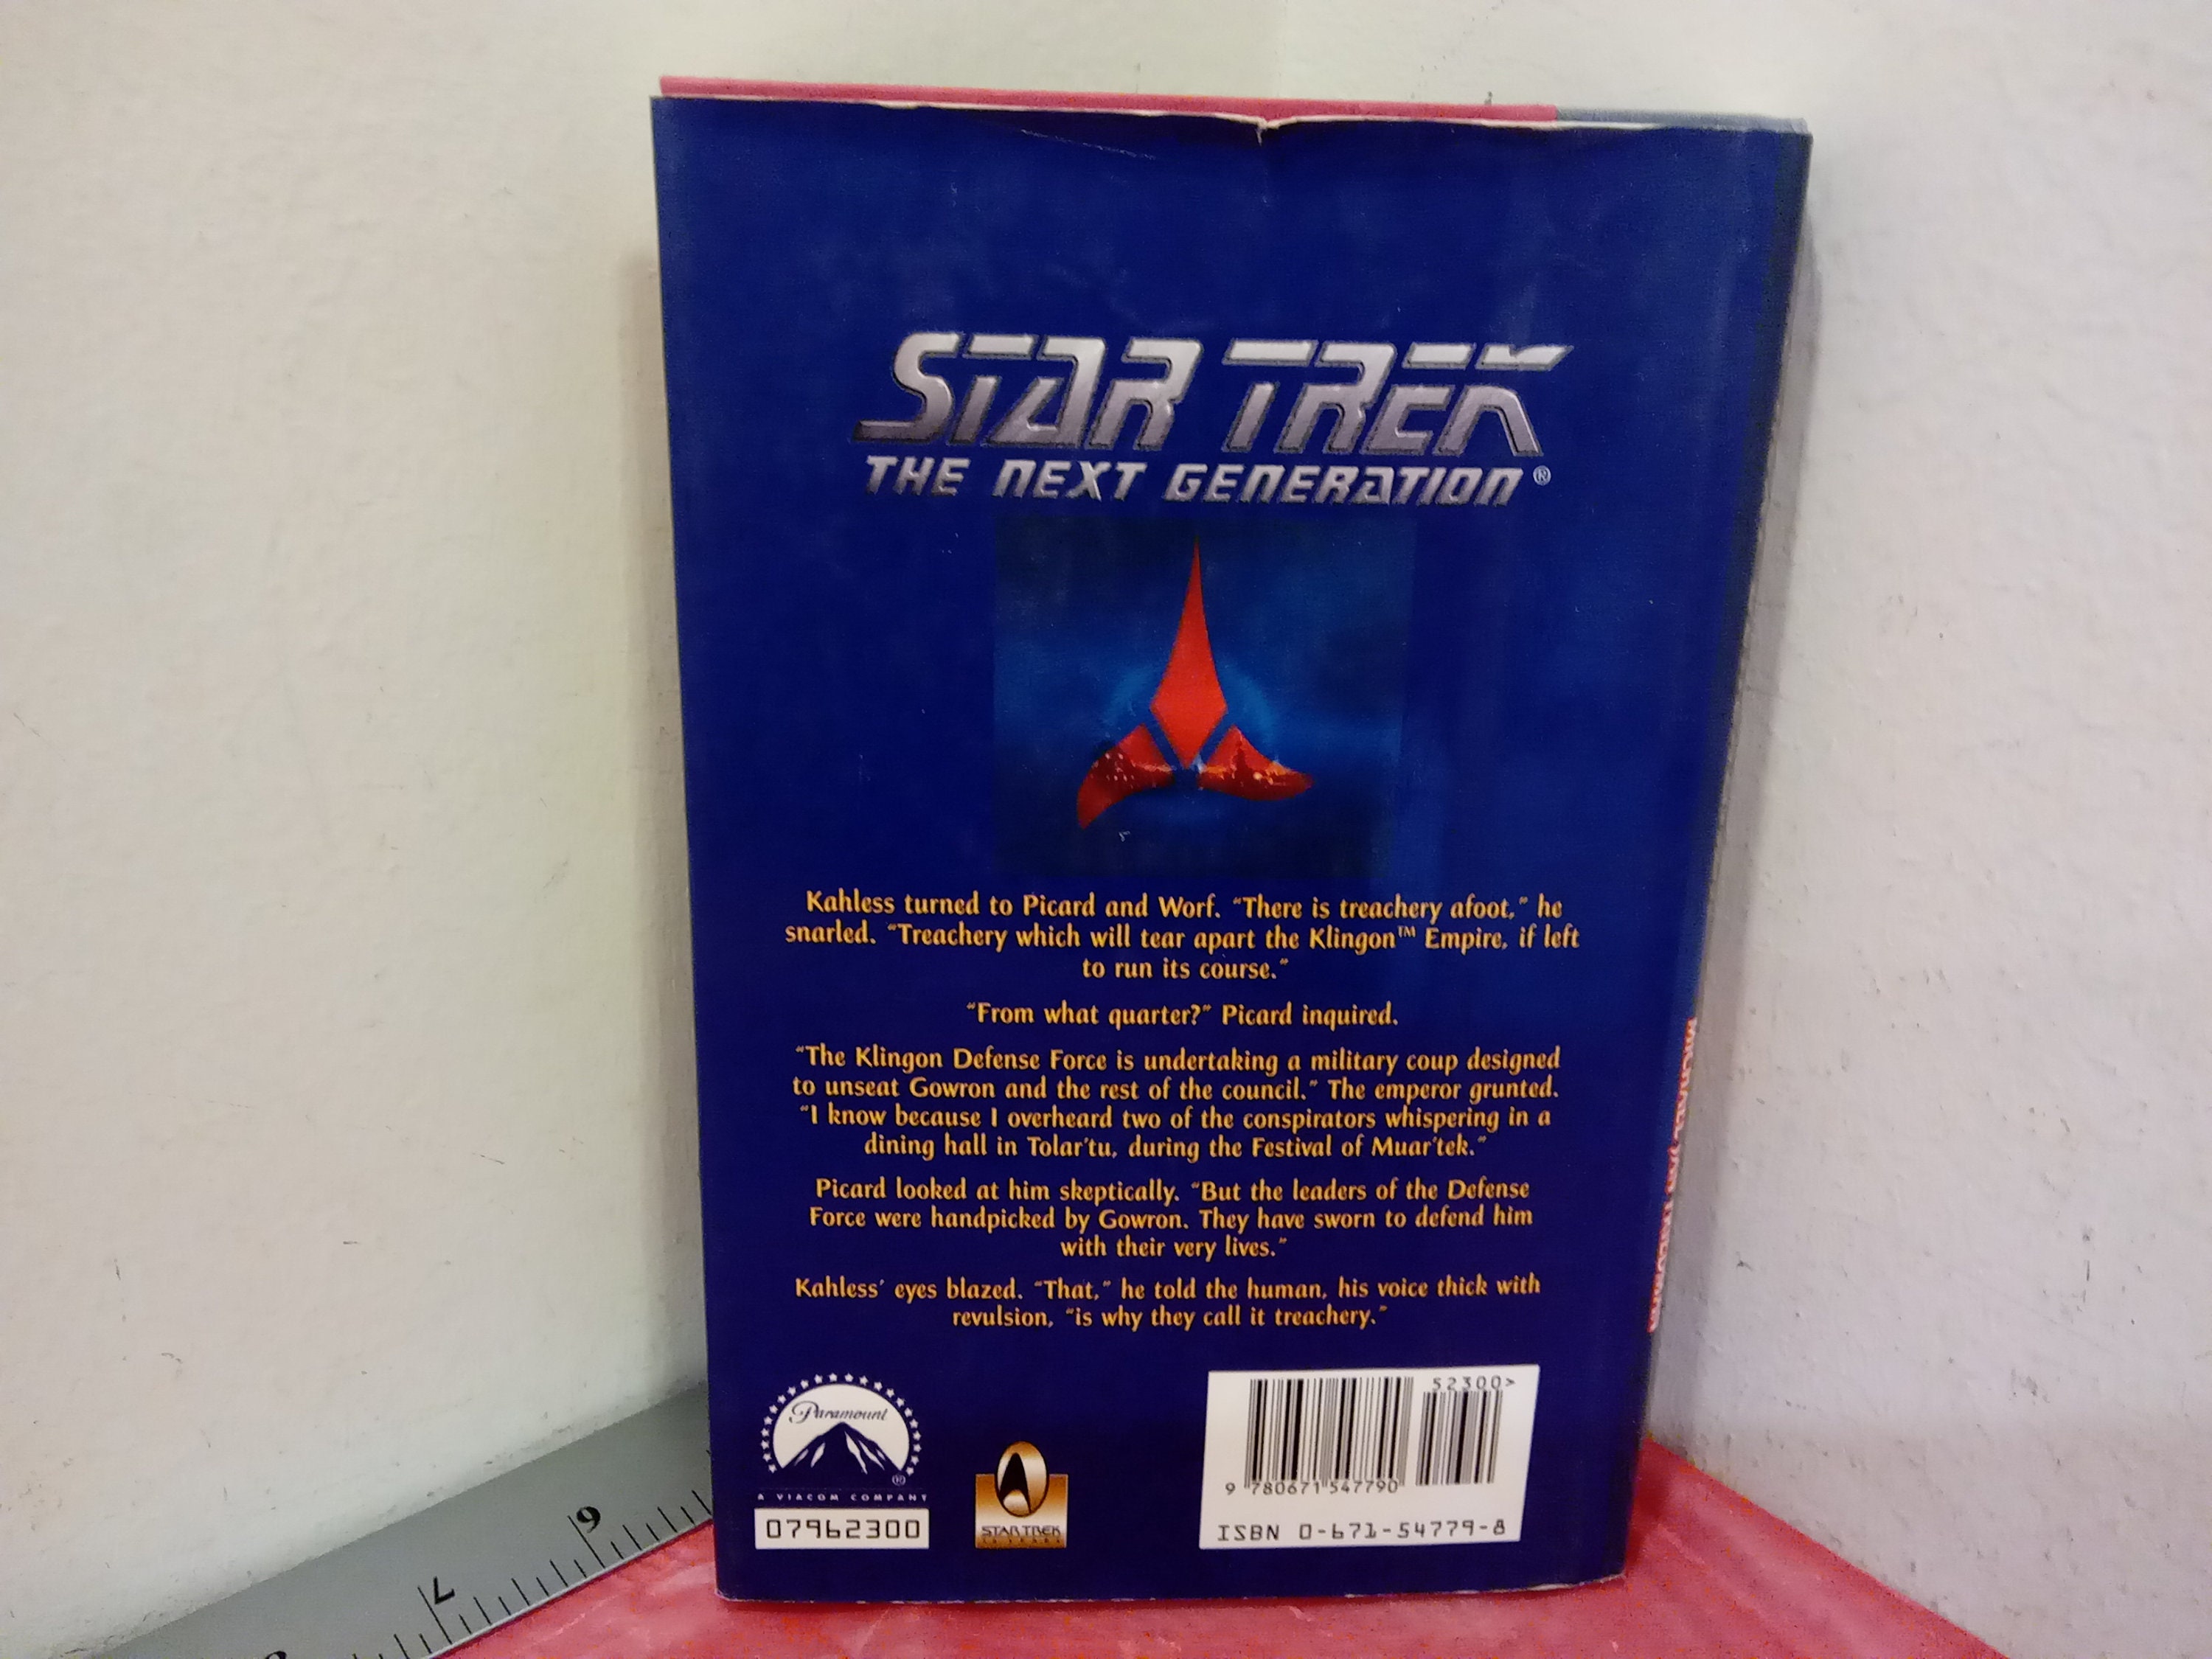 STAR TREK
THE NEXT GENERATION®
Kahless turned to Picard and Worf. "There is treachery afoot," he
snarled. "Treachery which will tear apart the Klingon™ Empire, if left
to run its course."
"From what quarter?" Picard inquired.
"The Klingon Defense Force is undertaking a military coup designed
to unseat Gowron and the rest of the council." The emperor grunted.
"I know because I overheard two of the conspirators whispering in a
dining hall in Tolar'tu, during the Festival of Muar'tek."
Picard looked at him skeptically. "But the leaders of the Defense
Force were handpicked by Gowron. They have sworn to defend him
with their very lives."
Kahless' eyes blazed. "That," he told the human, his voice thick with
revulsion, "is why they call it treachery."
Paramount
®
A VIACOM COMPANY
07962300
STAR TREK
52300>
9 780671 547790
ISBN 0-671-54779-8
MICHAEL JAN FRIEDMAN
6
7